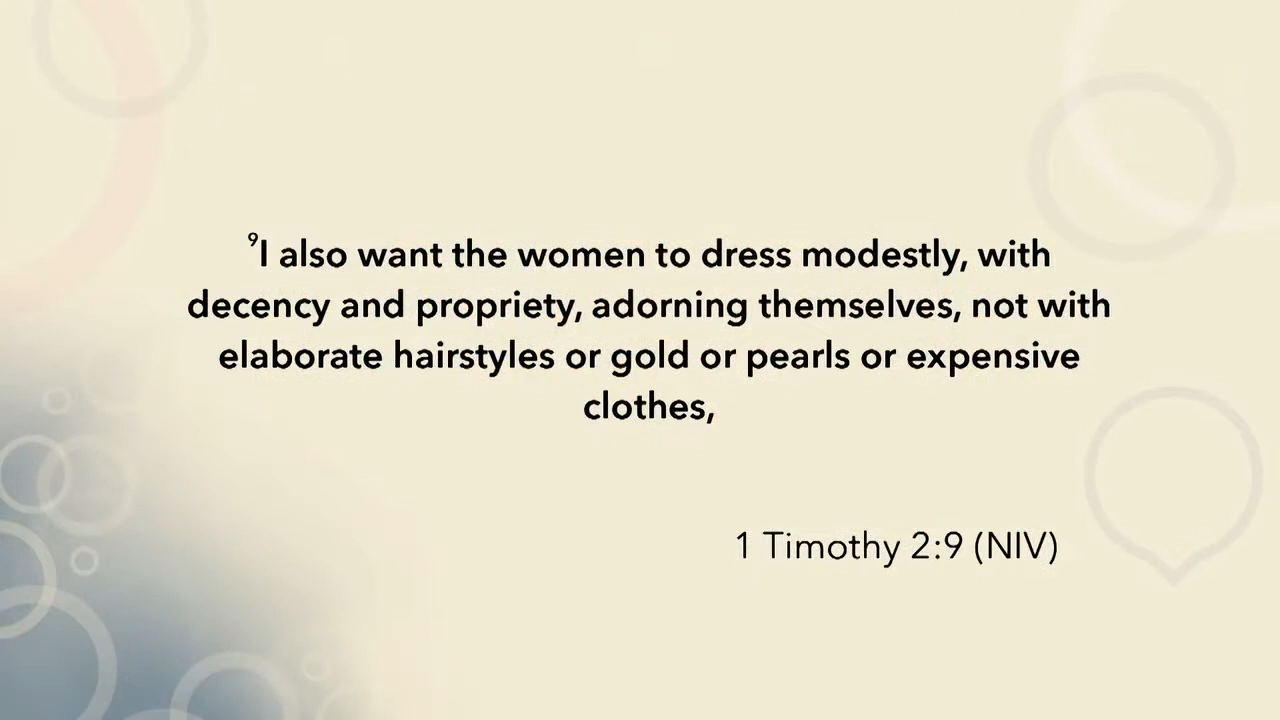 ⁹I also want the women to dress modestly, with
decency and propriety, adorning themselves, not with
elaborate hairstyles or gold or pearls or expensive
clothes,
1 Timothy 2:9 (NIV)